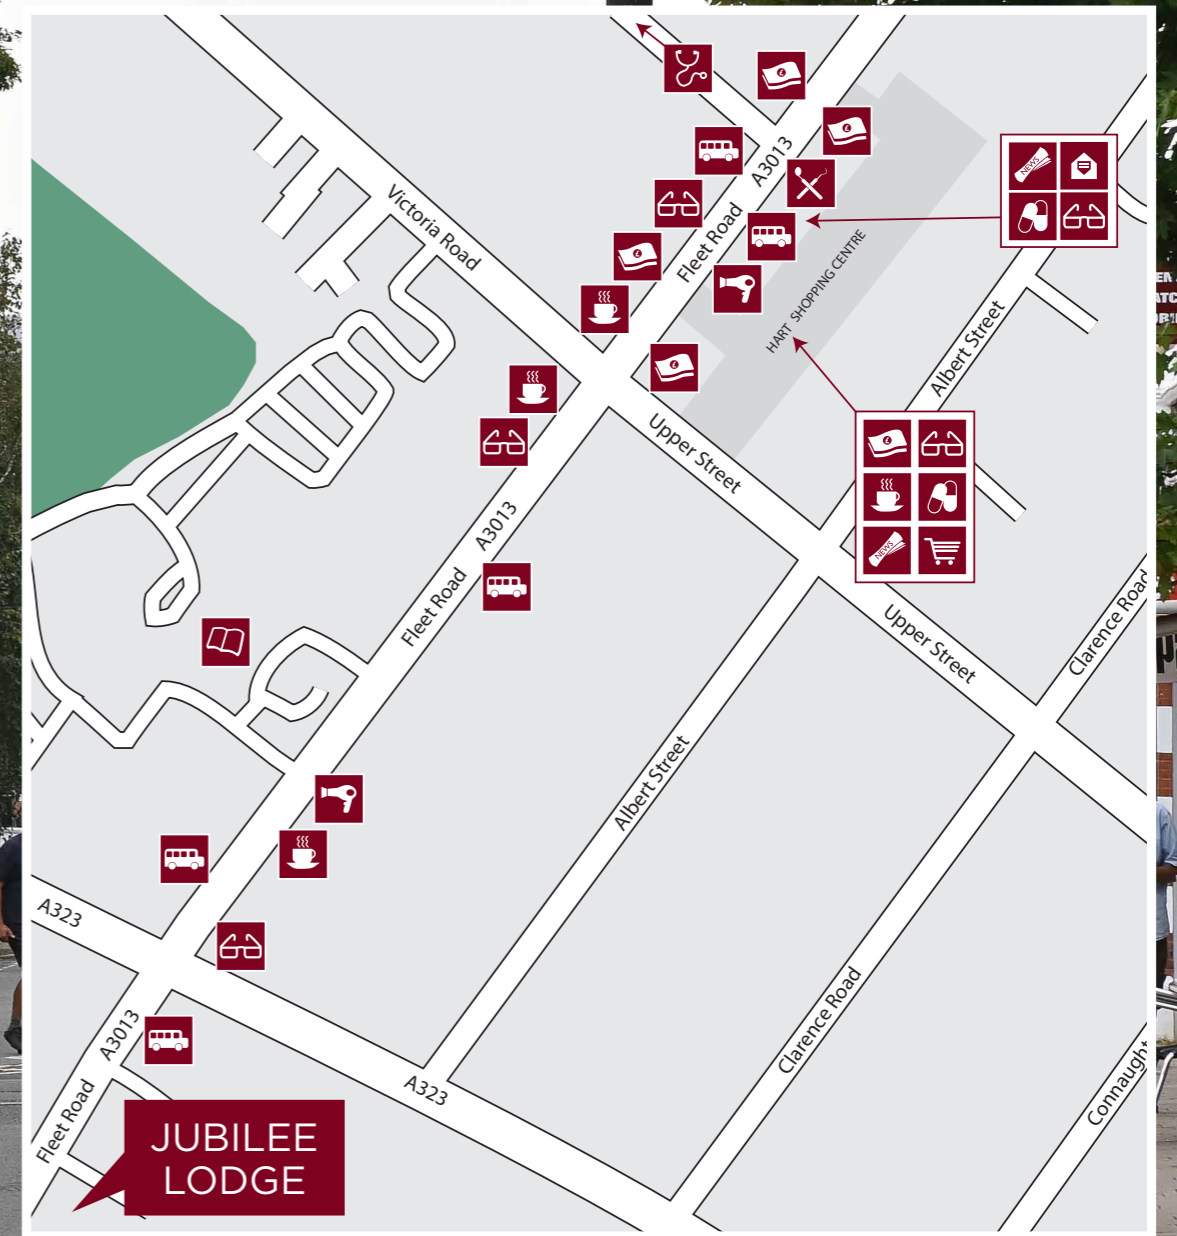 A3013
Fleet Road
Victoria Road
NEWS
HART SHOPPING CENTRE
Albert Street
Upper Street
NEWS
A3013
Fleet Road
Upper Street
Clarence Road
Albert Street
A323
Clarence Road
A3013
A323
Fleet Road
Connaught
JUBILEE
LODGE